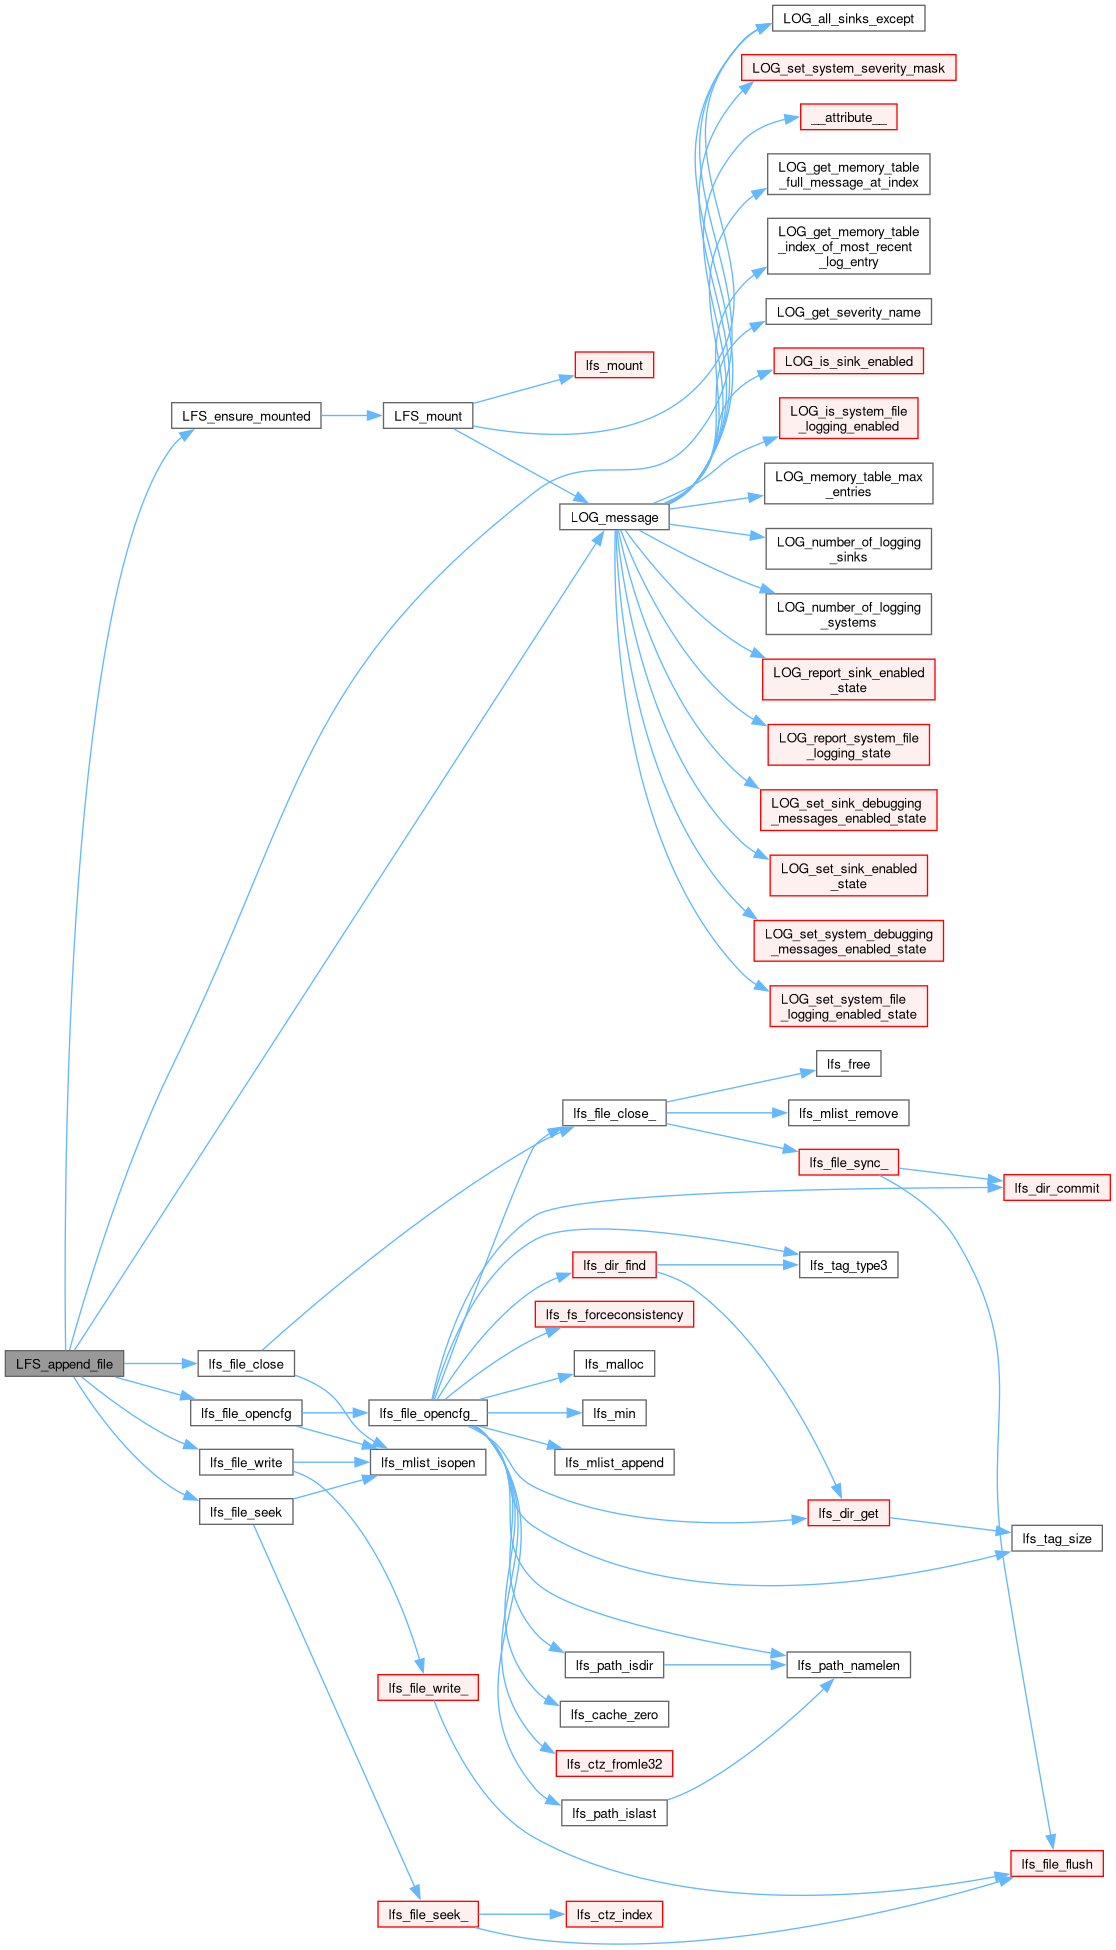 LOG_all_sinks_except
LOG_set_system_severity_mask
__attribute__
LOG_get_memory_table
_full_message_at_index
LOG_get_memory_table
_index_of_most_recent
_log_entry
LOG_get_severity_name
lfs_mount
LOG_is_sink_enabled
LFS_ensure_mounted
LFS_mount
LOG_is_system_file
_logging_enabled
LOG_memory_table_max
_entries
LOG_message
LOG_number_of_logging
_sinks
LOG_number_of_logging
_systems
LOG_report_sink_enabled
_state
LOG_report_system_file
_logging_state
LOG_set_sink_debugging
_messages_enabled_state
LOG_set_sink_enabled
_state
LOG_set_system_debugging
_messages_enabled_state
LOG_set_system_file
_logging_enabled_state
lfs_free
lfs_file_close_
lfs_mlist_remove
lfs_file_sync_
lfs_dir_commit
lfs_dir_find
lfs_tag_type3
lfs_fs_forceconsistency
LFS_append_file
lfs_file_close
lfs_malloc
lfs_file_opencfg
lfs_file_opencfg_
lfs_min
lfs_file_write
lfs_mlist_isopen
lfs_mlist_append
lfs_file_seek
lfs_dir_get
lfs_tag_size
lfs_path_isdir
lfs_path_namelen
lfs_file_write_
lfs_cache_zero
lfs_ctz_fromle32
lfs_path_islast
lfs_file_flush
lfs_file_seek_
lfs_ctz_index